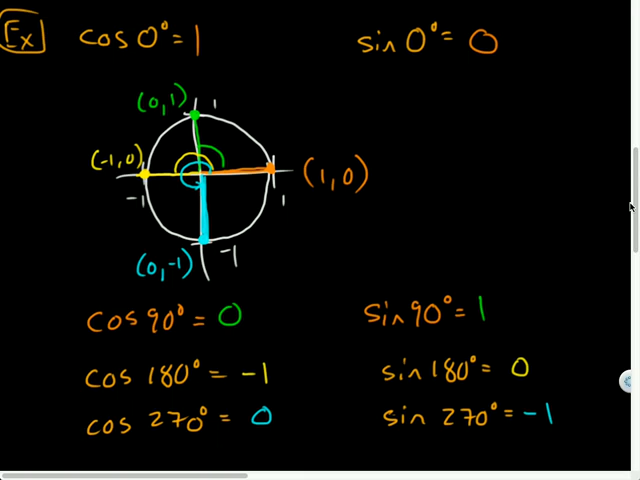 Ex cos 0° = 1 sin 0° = 0
(0,1) 1
(-1,0) (1,0)
-1 1
(0,-1) -1
cos 90° = 0 sin 90° = 1
cos 180° = -1 sin 180° = 0
cos 270° = 0 sin 270° = -1